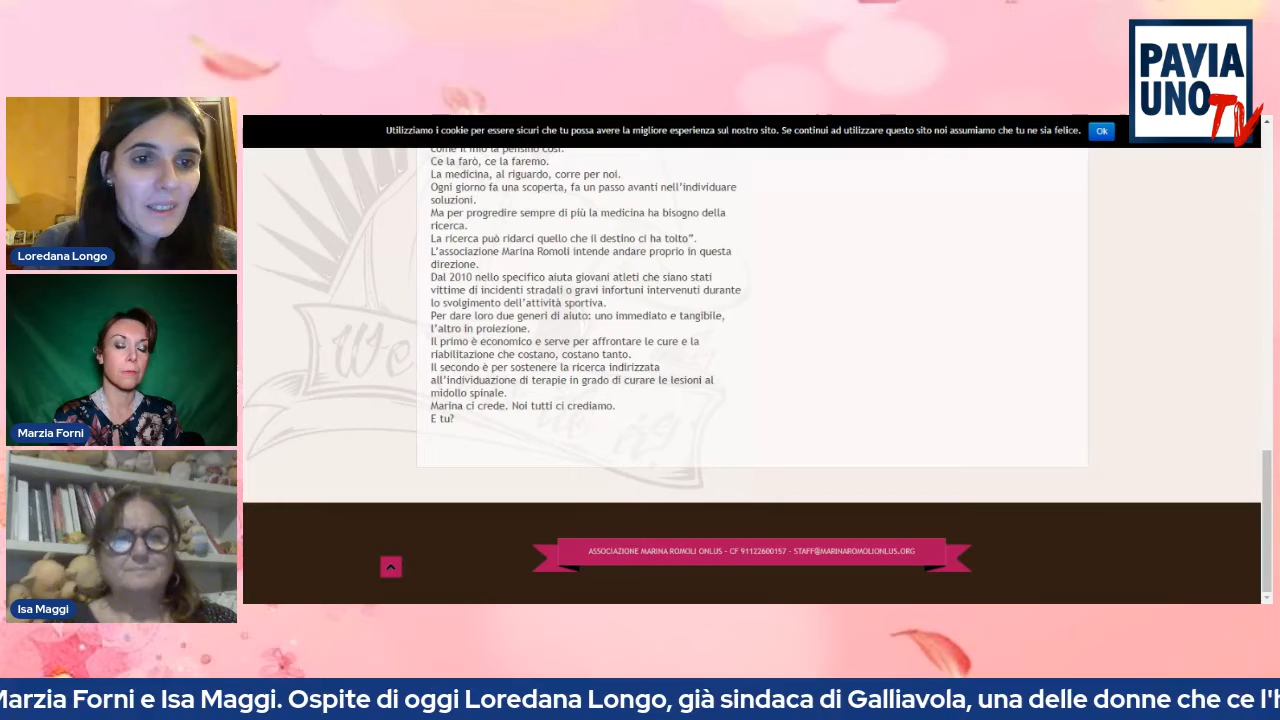 PAVIA
UNO
TV
Utilizziamo i cookie per essere sicuri che tu possa avere la migliore esperienza sul nostro sito. Se continui ad utilizzare questo sito noi assumiamo che tu ne sia felice. Ok
come il mio la pensino così.
Ce la farò, ce la faremo.
La medicina, al riguardo, corre per noi.
Ogni giorno fa una scoperta, fa un passo avanti nell'individuare
soluzioni.
Ma per progredire sempre di più la medicina ha bisogno della
ricerca.
La ricerca può ridarci quello che il destino ci ha tolto".
L'associazione Marina Romoli intende andare proprio in questa
direzione.
Dal 2010 nello specifico aiuta giovani atleti che siano stati
vittime di incidenti stradali o gravi infortuni intervenuti durante
lo svolgimento dell'attività sportiva.
Per dare loro due generi di aiuto: uno immediato e tangibile,
l'altro in proiezione.
Il primo è economico e serve per affrontare le cure e la
riabilitazione che costano, costano tanto.
Il secondo è per sostenere la ricerca indirizzata
all'individuazione di terapie in grado di curare le lesioni al
midollo spinale.
Marina ci crede. Noi tutti ci crediamo.
E tu?
We
it?
ASSOCIAZIONE MARINA ROMOLI ONLUS - CF 91122600157 - STAFF@MARINAROMOLIONLUS.ORG
Loredana Longo
Marzia Forni
Isa Maggi
Marzia Forni e Isa Maggi. Ospite di oggi Loredana Longo, già sindaca di Galliavola, una delle donne che ce l'h